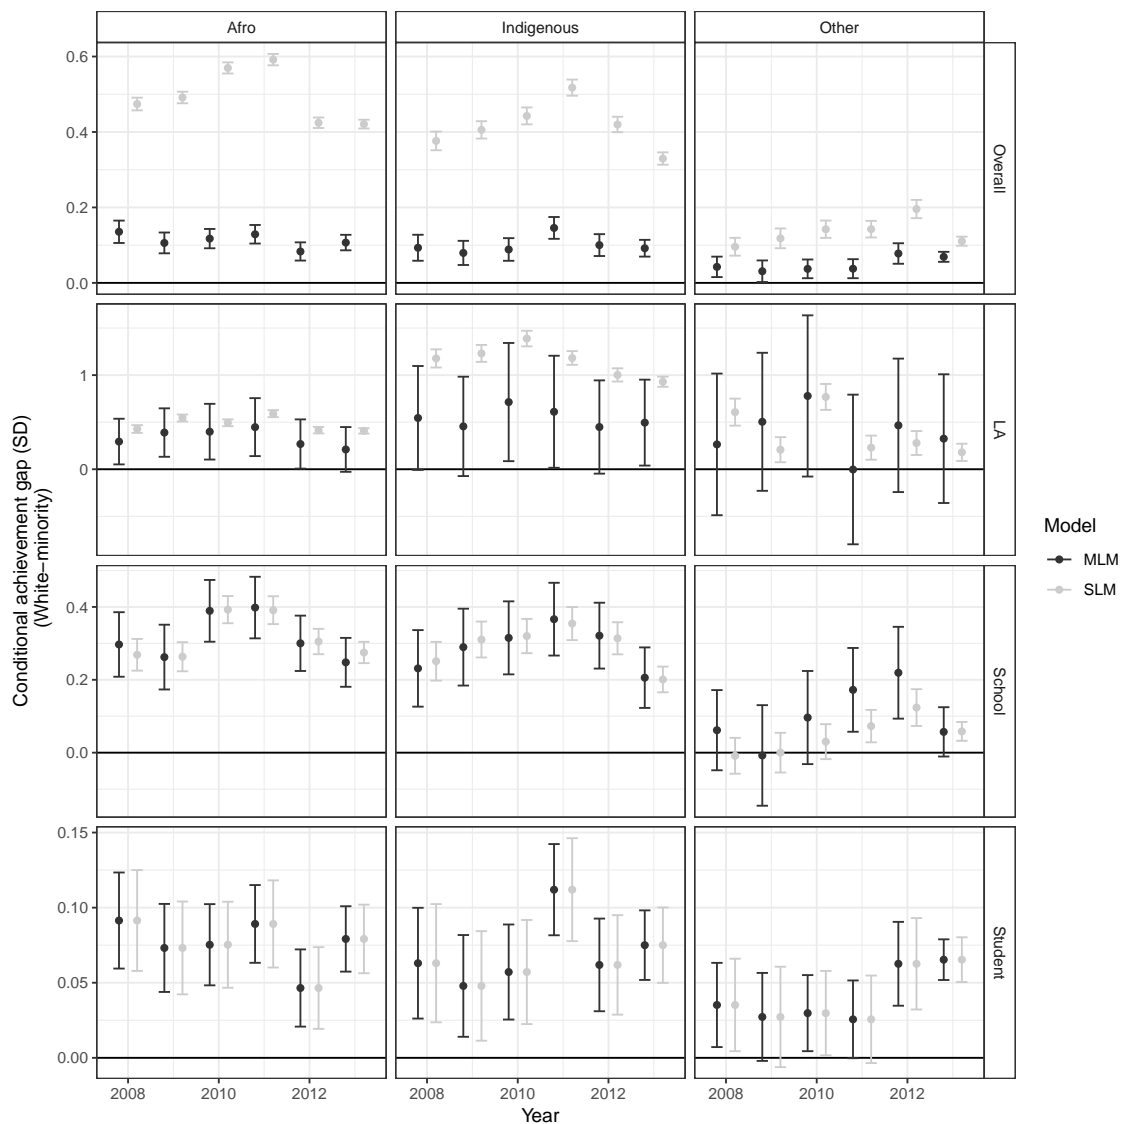 Afro Indigenous Other
0.6
0.4
0.2
0.0
Overall
1
0
LA
0.4
0.2
0.0
School
0.15
0.10
0.05
0.00
Student
2008 2010 2012 2008 2010 2012 2008 2010 2012
Year
Conditional achievement gap (SD)
(White−minority)
Model
MLM
SLM